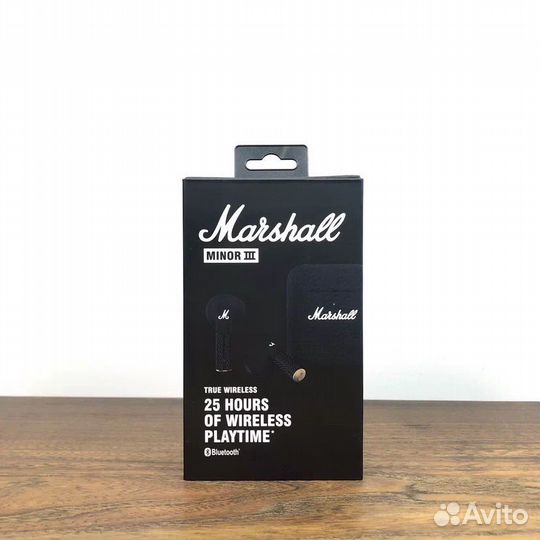 Marshall
MINOR III
M
Marshall
TRUE WIRELESS
25 HOURS
OF WIRELESS
PLAYTIME*
Bluetooth®
Avito